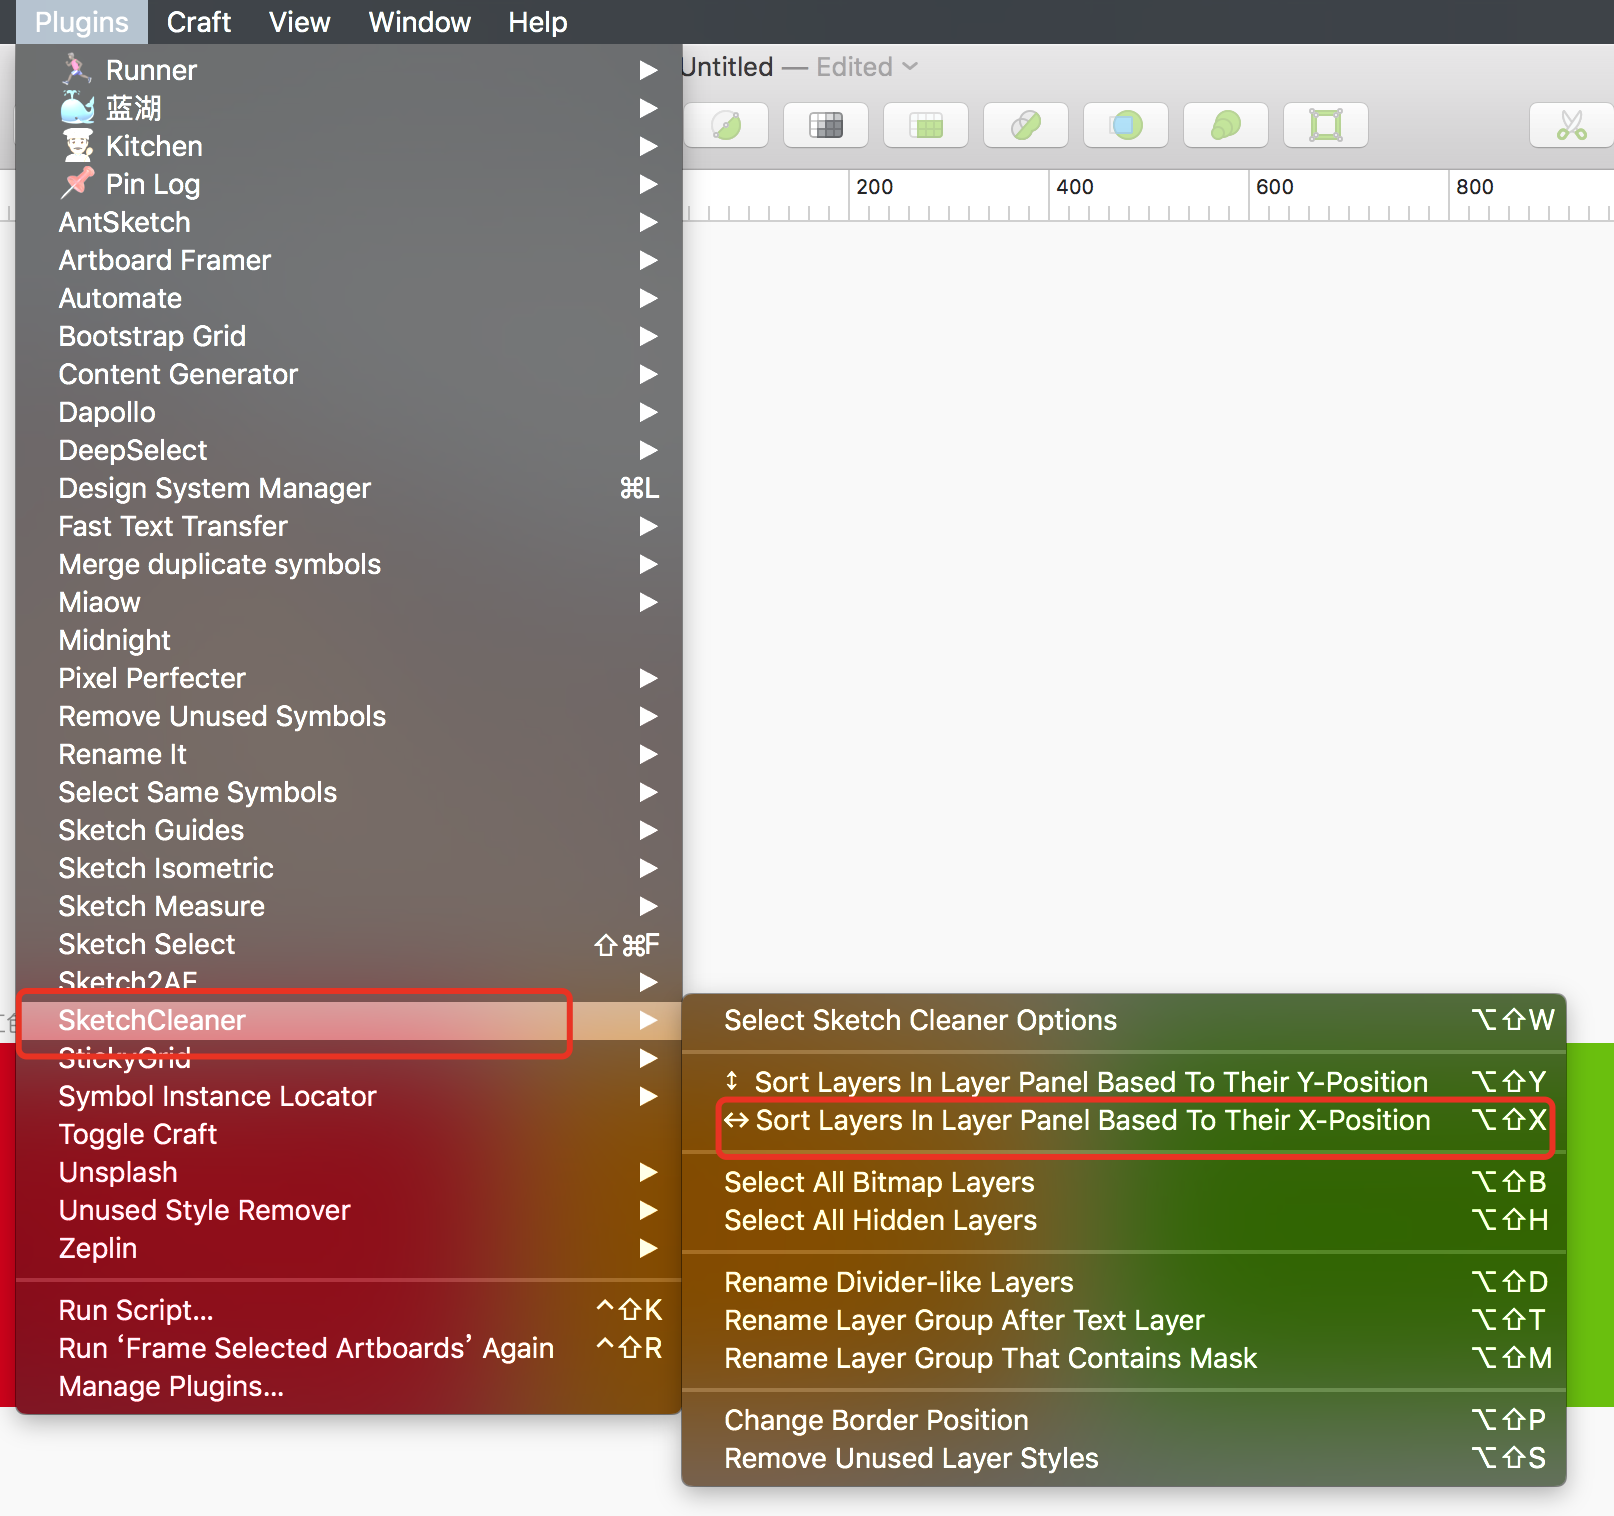 Plugins Craft View Window Help
Untitled — Edited
200 400 600 800
Runner
蓝湖
Kitchen
Pin Log
AntSketch
Artboard Framer
Automate
Bootstrap Grid
Content Generator
Dapollo
DeepSelect
Design System Manager ⌘L
Fast Text Transfer
Merge duplicate symbols
Miaow
Midnight
Pixel Perfecter
Remove Unused Symbols
Rename It
Select Same Symbols
Sketch Guides
Sketch Isometric
Sketch Measure
Sketch Select ⇧⌘F
Sketch2AE
SketchCleaner
StickyGrid
Symbol Instance Locator
Toggle Craft
Unsplash
Unused Style Remover
Zeplin
Run Script... ^⇧K
Run ‘Frame Selected Artboards’ Again ^⇧R
Manage Plugins...
Select Sketch Cleaner Options ⌥⇧W
↕ Sort Layers In Layer Panel Based To Their Y-Position ⌥⇧Y
↔ Sort Layers In Layer Panel Based To Their X-Position ⌥⇧X
Select All Bitmap Layers ⌥⇧B
Select All Hidden Layers ⌥⇧H
Rename Divider-like Layers ⌥⇧D
Rename Layer Group After Text Layer ⌥⇧T
Rename Layer Group That Contains Mask ⌥⇧M
Change Border Position ⌥⇧P
Remove Unused Layer Styles ⌥⇧S